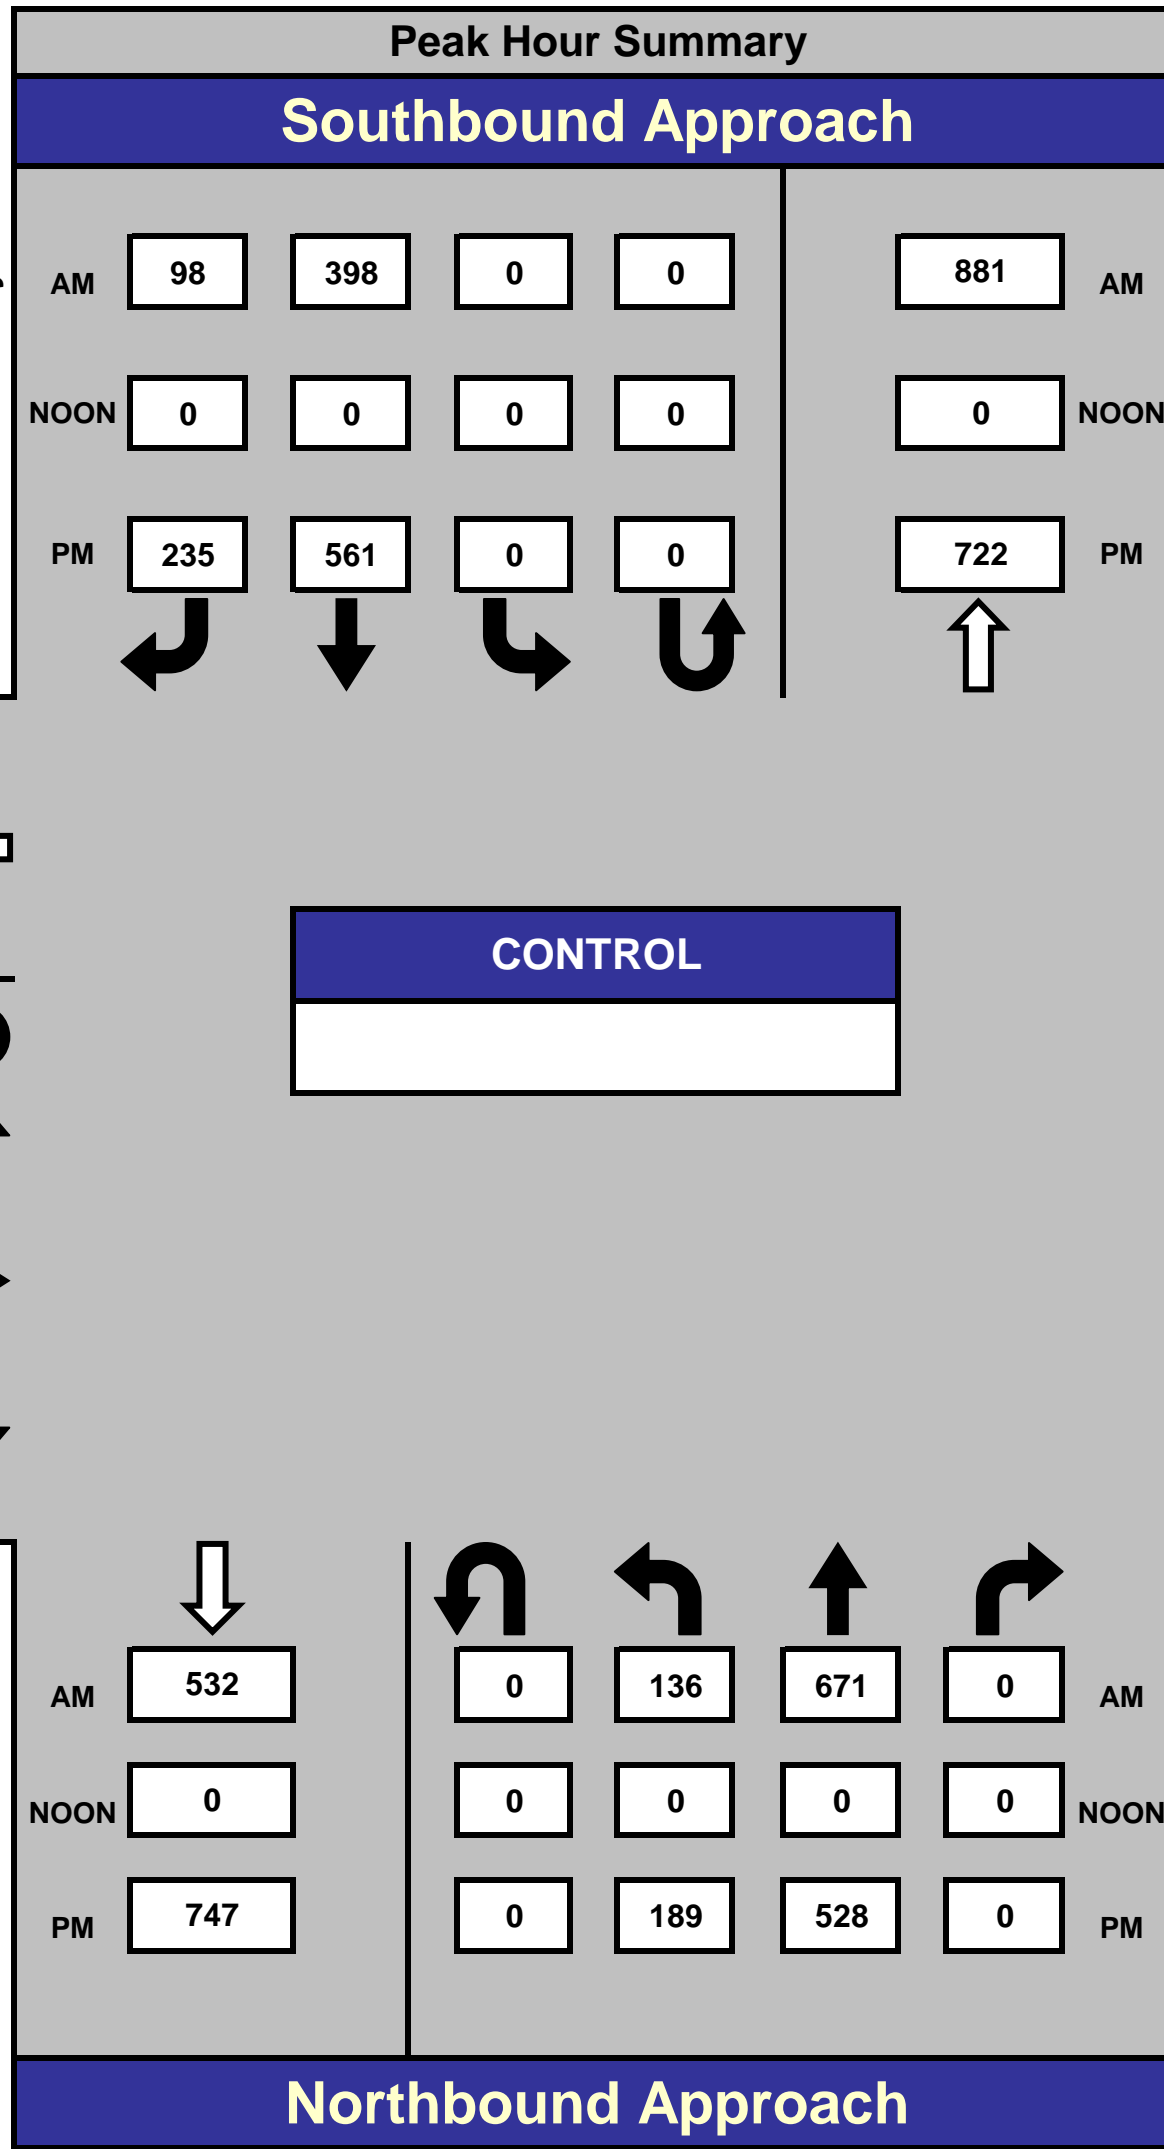 Peak Hour Summary
Southbound Approach
AM 98 398 0 0 881 AM
NOON 0 0 0 0 0 NOON
PM 235 561 0 0 722 PM
CONTROL
AM 532 0 136 671 0 AM
NOON 0 0 0 0 0 NOON
PM 747 0 189 528 0 PM
Northbound Approach